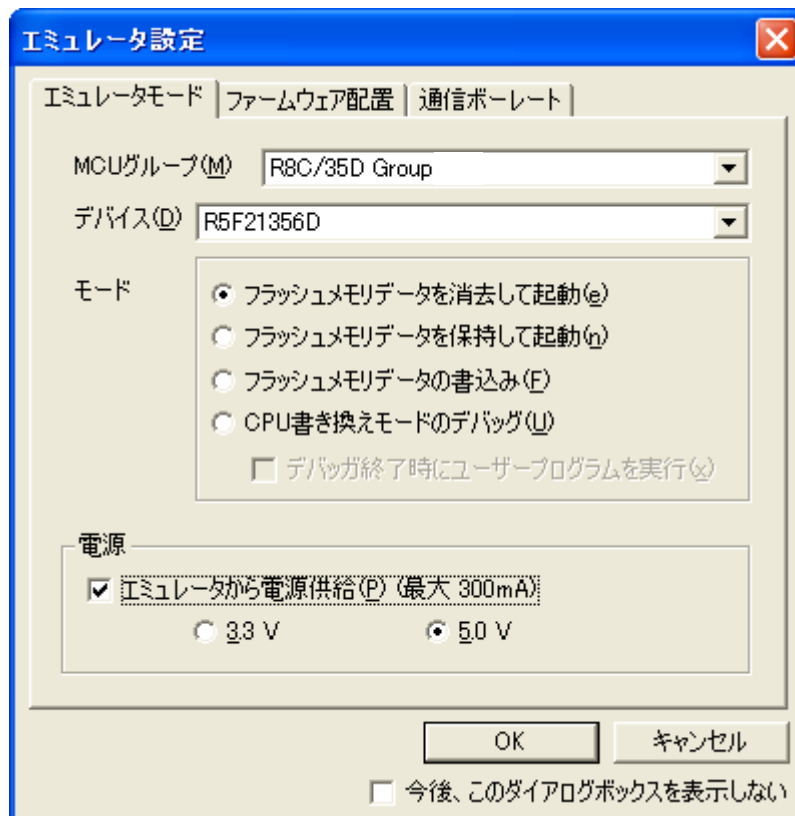 エミュレータ設定
エミュレータモード ファームウェア配置 通信ボーレート
MCUグループ(M) R8C/35D Group
デバイス(D) R5F21356D
モード
フラッシュメモリデータを消去して起動(e)
フラッシュメモリデータを保持して起動(n)
フラッシュメモリデータの書込み(F)
CPU書き換えモードのデバッグ(U)
デバッガ終了時にユーザープログラムを実行(x)
電源
エミュレータから電源供給(P) (最大 300mA)
3.3 V 5.0 V
OK キャンセル
今後、このダイアログボックスを表示しない